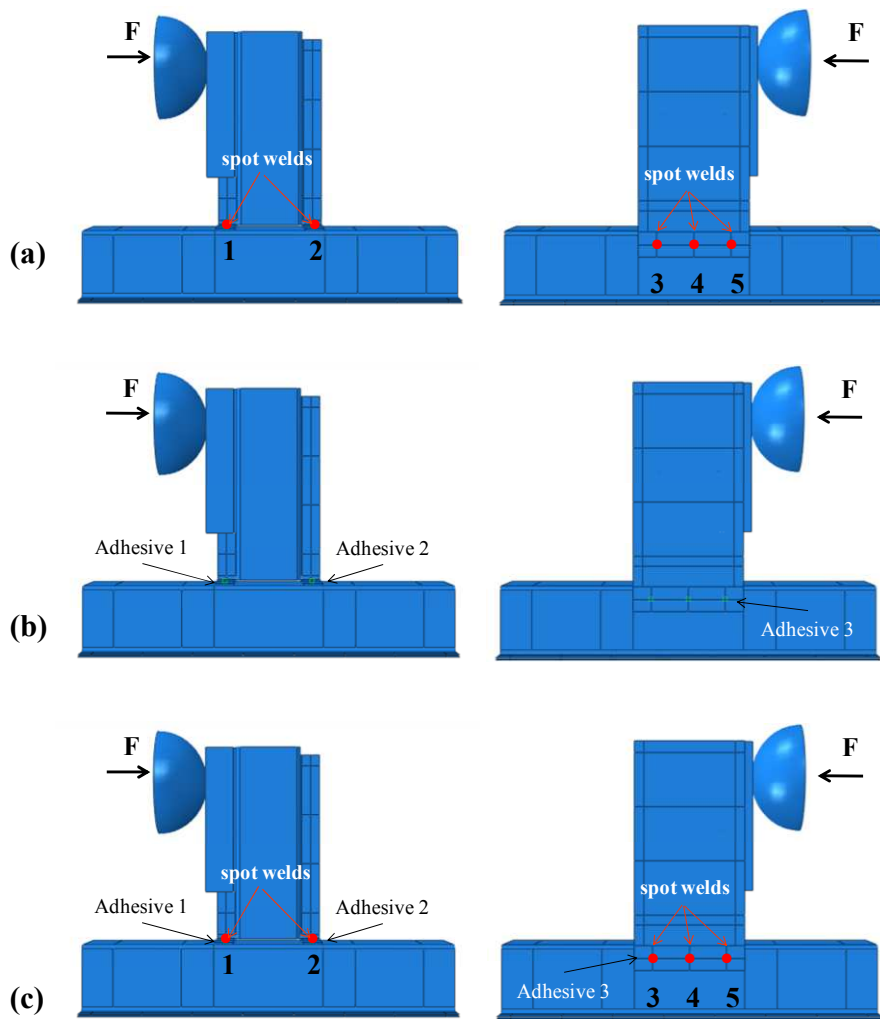 F
F
spot welds
spot welds
1
2
(a)
3 4 5
F
F
Adhesive 1
Adhesive 2
(b)
Adhesive 3
F
F
spot welds
spot welds
Adhesive 1
Adhesive 2
1
2
Adhesive 3
(c)
3 4 5